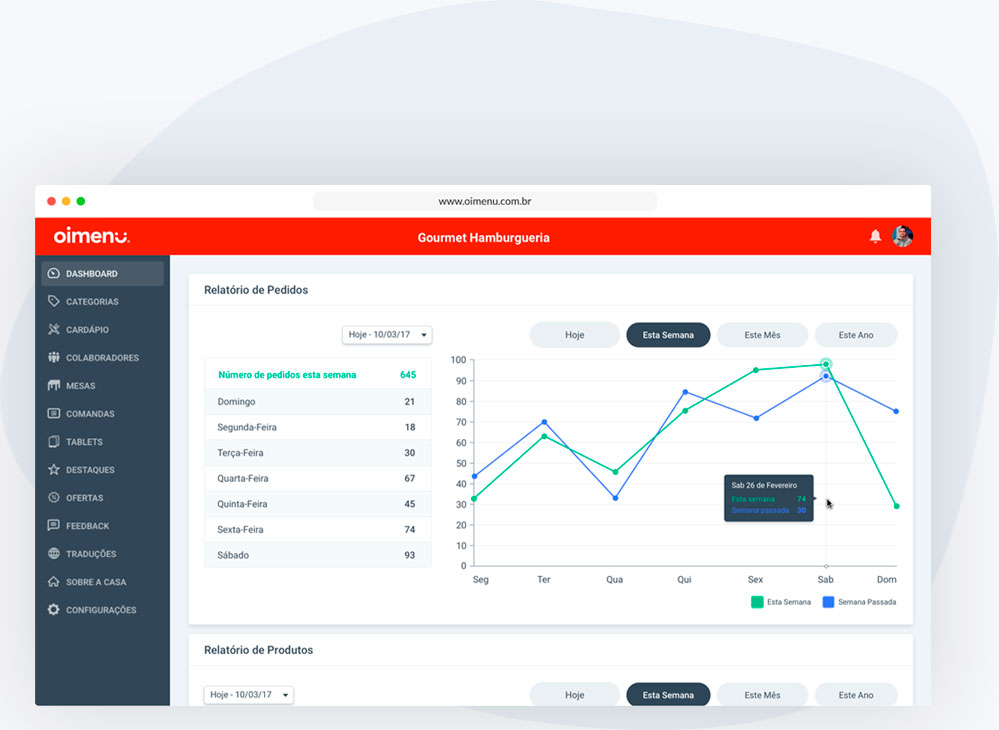 www.oimenu.com.br
oimenu.
Gourmet Hamburgueria
DASHBOARD
CATEGORIAS
CARDÁPIO
COLABORADORES
MESAS
COMANDAS
TABLETS
DESTAQUES
OFERTAS
FEEDBACK
TRADUÇÕES
SOBRE A CASA
CONFIGURAÇÕES
Relatório de Pedidos
Hoje - 10/03/17
Hoje Esta Semana Este Mês Este Ano
Número de pedidos esta semana 645
Domingo 21
Segunda-Feira 18
Terça-Feira 30
Quarta-Feira 67
Quinta-Feira 45
Sexta-Feira 74
Sábado 93
100
90
80
70
60
50
40
30
20
10
0
Seg Ter Qua Qui Sex Sab Dom
Sab 26 de Fevereiro
Esta semana 74
Semana passada 30
Esta Semana Semana Passada
Relatório de Produtos
Hoje - 10/03/17
Hoje Esta Semana Este Mês Este Ano